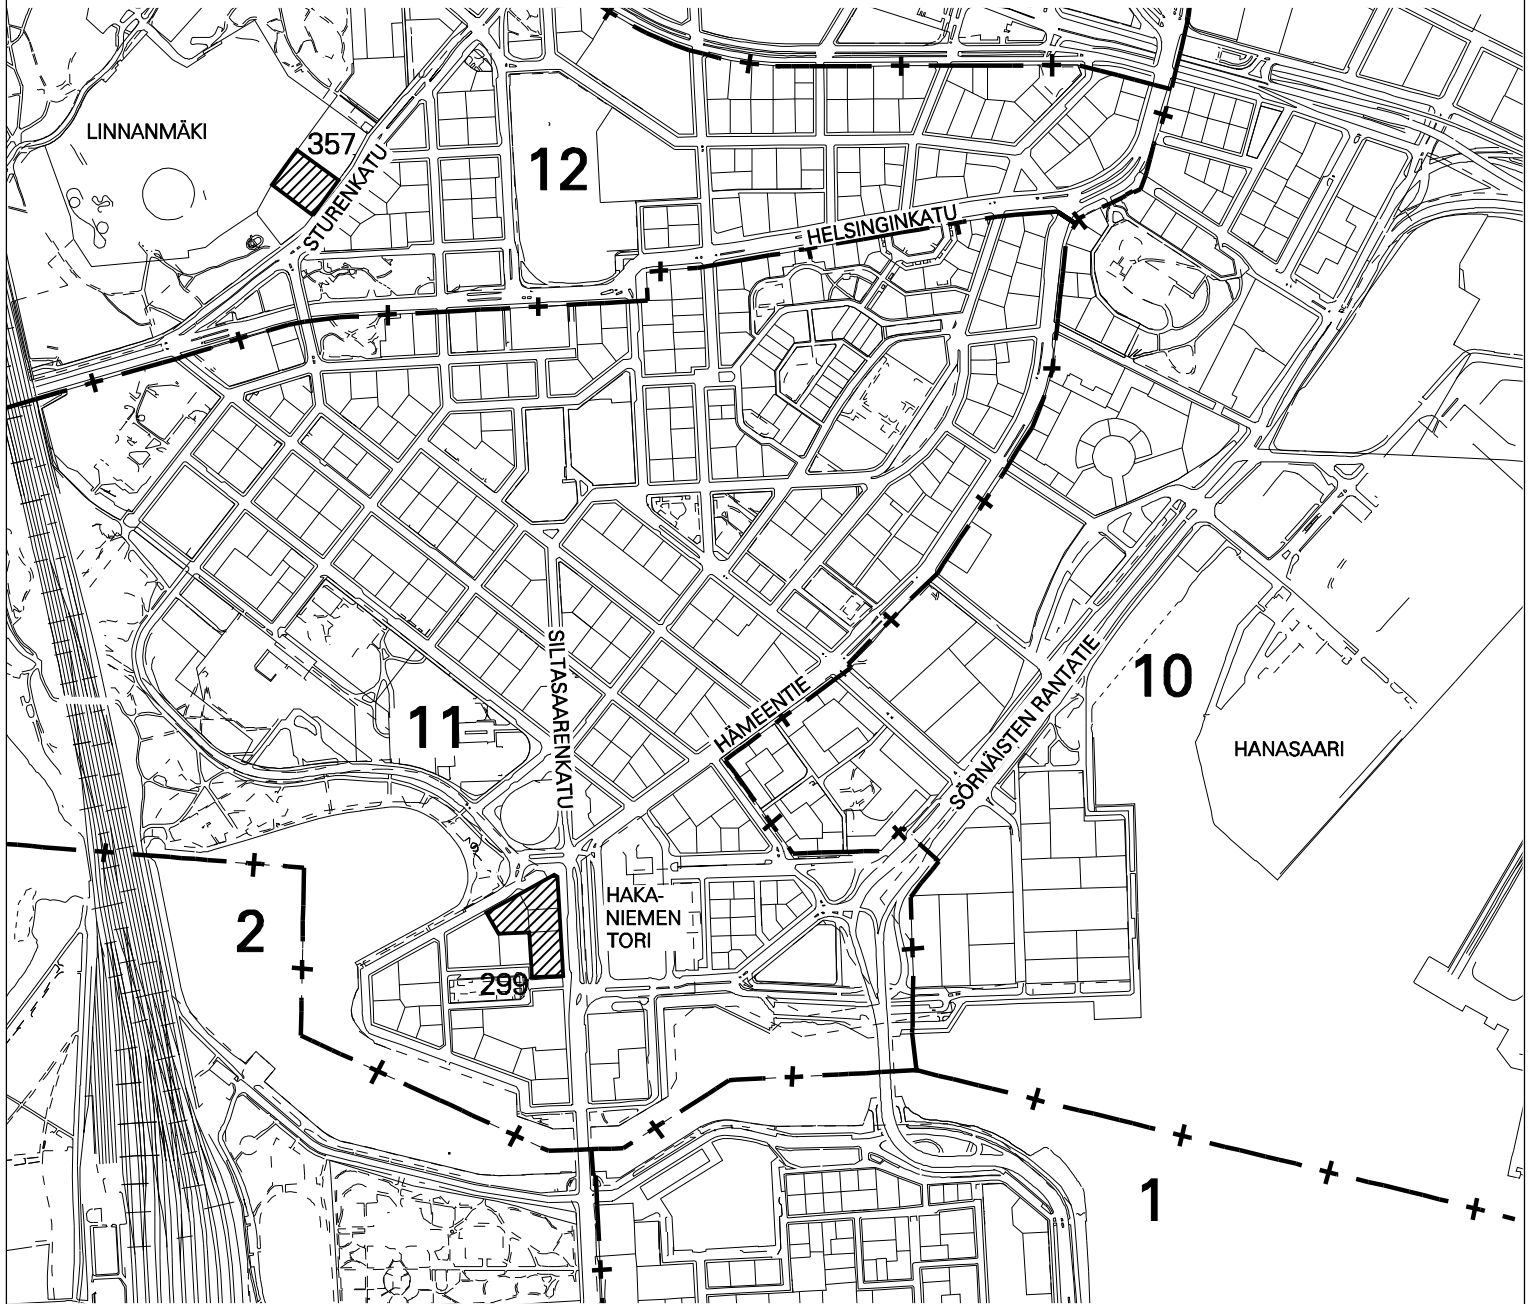 LINNANMÄKI
357
12
STURENKATU
HELSINGINKATU
SILTASAARENKATU
10
HÄMEENTIE
SÖRNÄISTEN RANTATIE
11
HANASAARI
HAKA-
NIEMEN
TORI
2
299
1